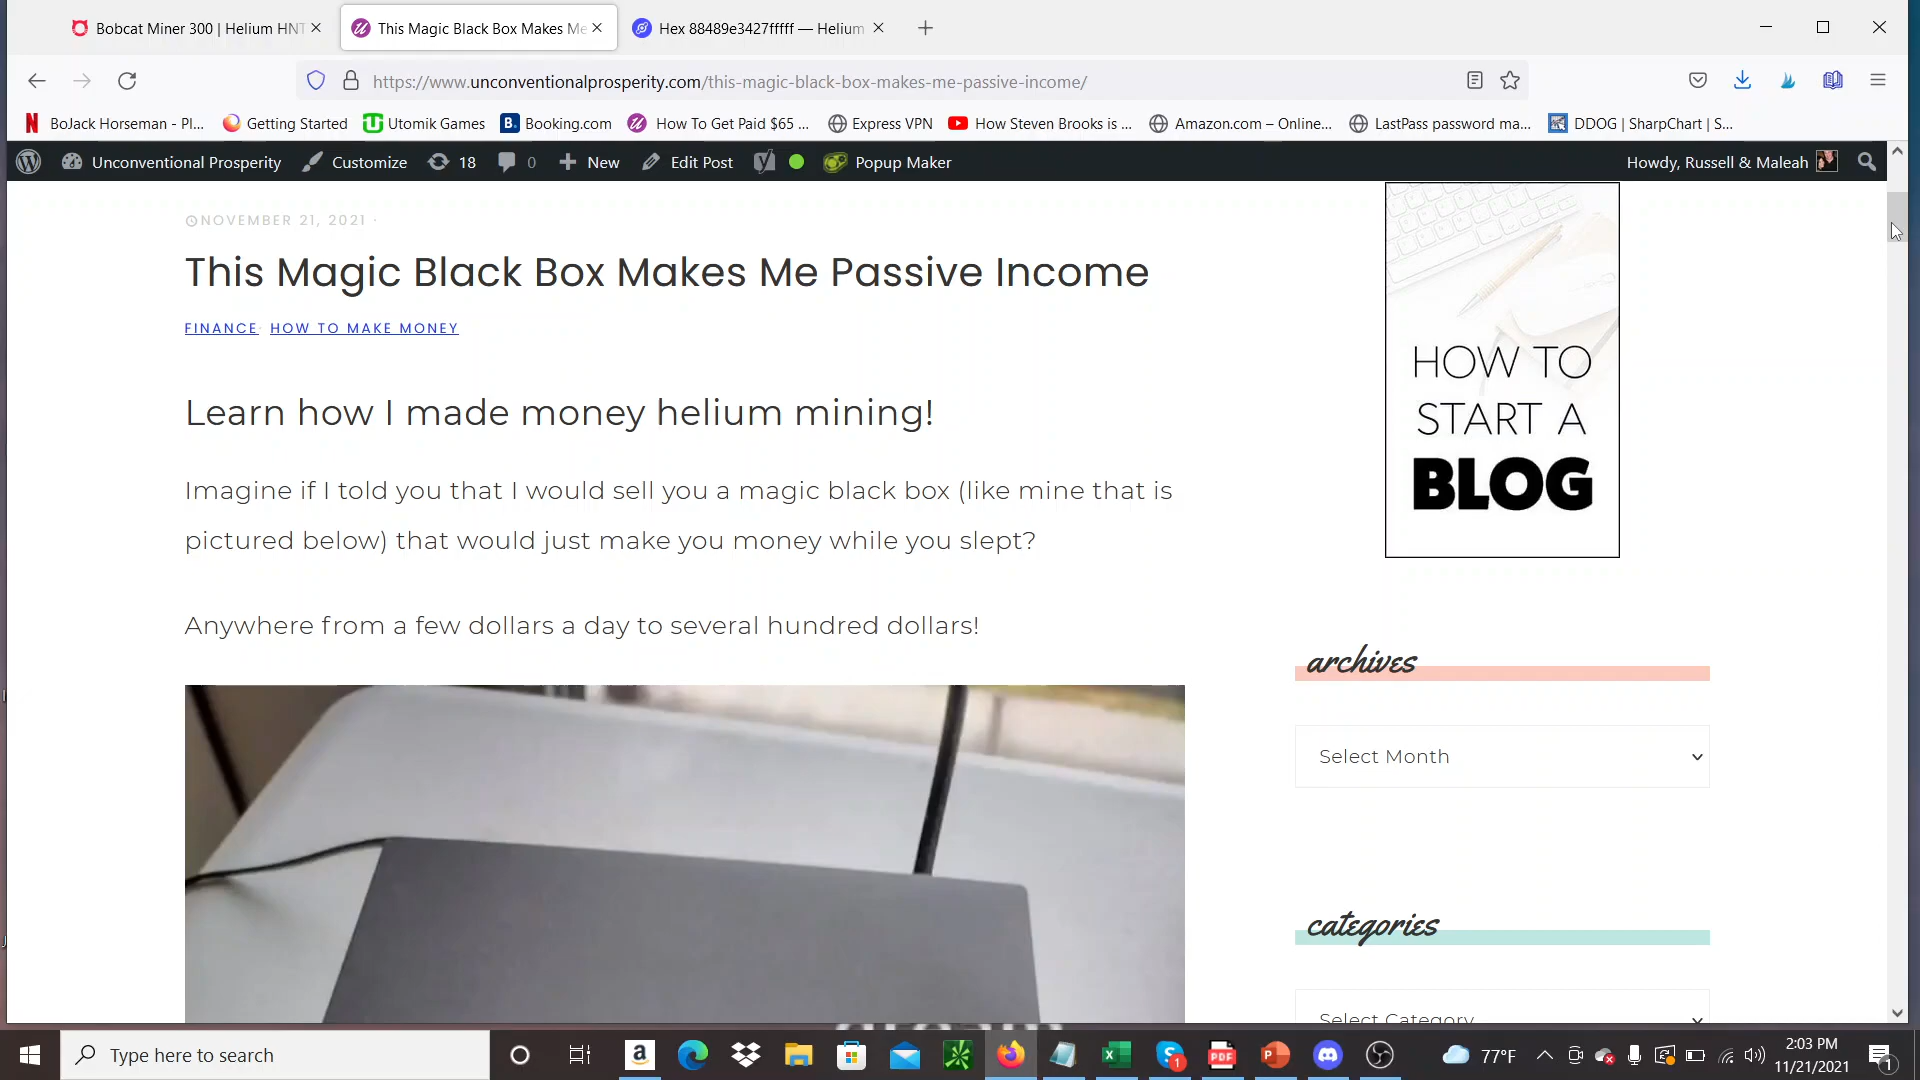 Bobcat Miner 300 | Helium HNT
This Magic Black Box Makes Me
Hex 88489e3427fffff — Helium
https://www.unconventionalprosperity.com/this-magic-black-box-makes-me-passive-income/
BoJack Horseman - Pl...
Getting Started
Utomik Games
Booking.com
How To Get Paid $65 ...
Express VPN
How Steven Brooks is ...
Amazon.com – Online...
LastPass password ma...
DDOG | SharpChart | S...
Unconventional Prosperity
Customize
18
0
New
Edit Post
Popup Maker
Howdy, Russell & Maleah
NOVEMBER 21, 2021 ·
This Magic Black Box Makes Me Passive Income
FINANCE HOW TO MAKE MONEY
Learn how I made money helium mining!
Imagine if I told you that I would sell you a magic black box (like mine that is
pictured below) that would just make you money while you slept?
Anywhere from a few dollars a day to several hundred dollars!
HOW TO
START A
BLOG
archives
Select Month
categories
Select Category
Type here to search
77°F
2:03 PM
11/21/2021
1